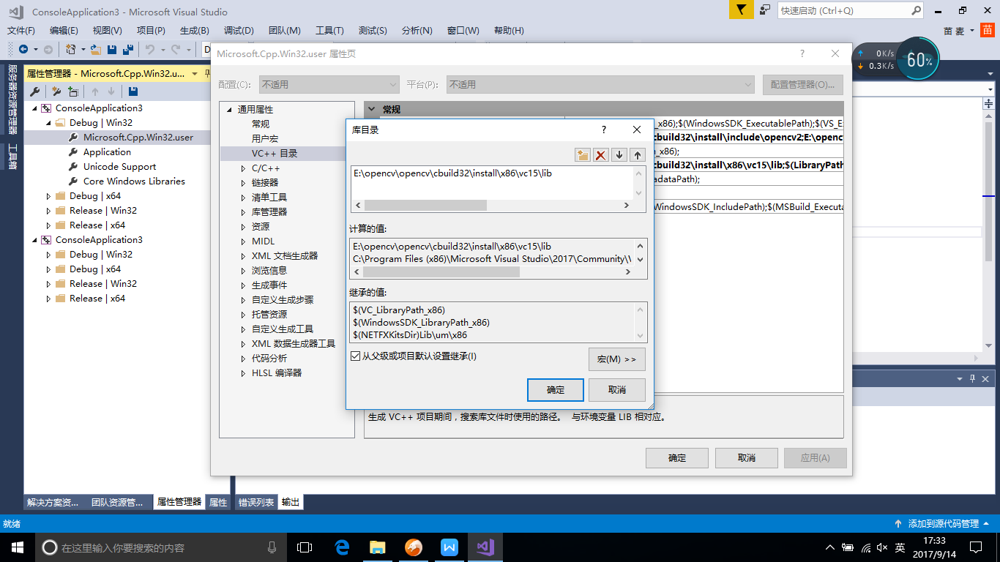 ConsoleApplication3 - Microsoft Visual Studio
快速启动 (Ctrl+Q)
文件(F) 编辑(E) 视图(V) 项目(P) 生成(B) 调试(D) 团队(M) 工具(T) 测试(S) 分析(N) 窗口(W) 帮助(H)
苗 麦
苗
D
0K/s
0.3K/s
60%
服务器资源管理器
工具箱
属性管理器 - Microsoft.Cpp.Win32.u...
ConsoleApplication3
Debug | Win32
Microsoft.Cpp.Win32.user
Application
Unicode Support
Core Windows Libraries
Debug | x64
Release | Win32
Release | x64
ConsoleApplication3
Debug | Win32
Debug | x64
Release | Win32
Release | x64
Microsoft.Cpp.Win32.user 属性页
?
配置(C): 不适用 平台(P): 不适用 配置管理器(O)...
通用属性
常规
用户宏
VC++ 目录
C/C++
链接器
清单工具
库管理器
资源
MIDL
XML 文档生成器
浏览信息
生成事件
自定义生成步骤
托管资源
自定义生成工具
XML 数据生成器工具
代码分析
HLSL 编译器
常规
_x86);$(WindowsSDK_ExecutablePath);$(VS_E
cbuild32\install\include\opencv2;E:\openc
_x86);
cbuild32\install\x86\vc15\lib;$(LibraryPath
adataPath);
WindowsSDK_IncludePath);$(MSBuild_Executa
库目录
?
E:\opencv\opencv\cbuild32\install\x86\vc15\lib
计算的值:
E:\opencv\opencv\cbuild32\install\x86\vc15\lib
C:\Program Files (x86)\Microsoft Visual Studio\2017\Community\
继承的值:
$(VC_LibraryPath_x86)
$(WindowsSDK_LibraryPath_x86)
$(NETFXKitsDir)Lib\um\x86
从父级或项目默认设置继承(I)
宏(M) >>
确定 取消
生成 VC++ 项目期间，搜索库文件时使用的路径。 与环境变量 LIB 相对应。
确定 取消 应用(A)
解决方案资... 团队资源管... 属性管理器 属性 错误列表 输出
就绪
添加到源代码管理
在这里输入你要搜索的内容
英
17:33
2017/9/14